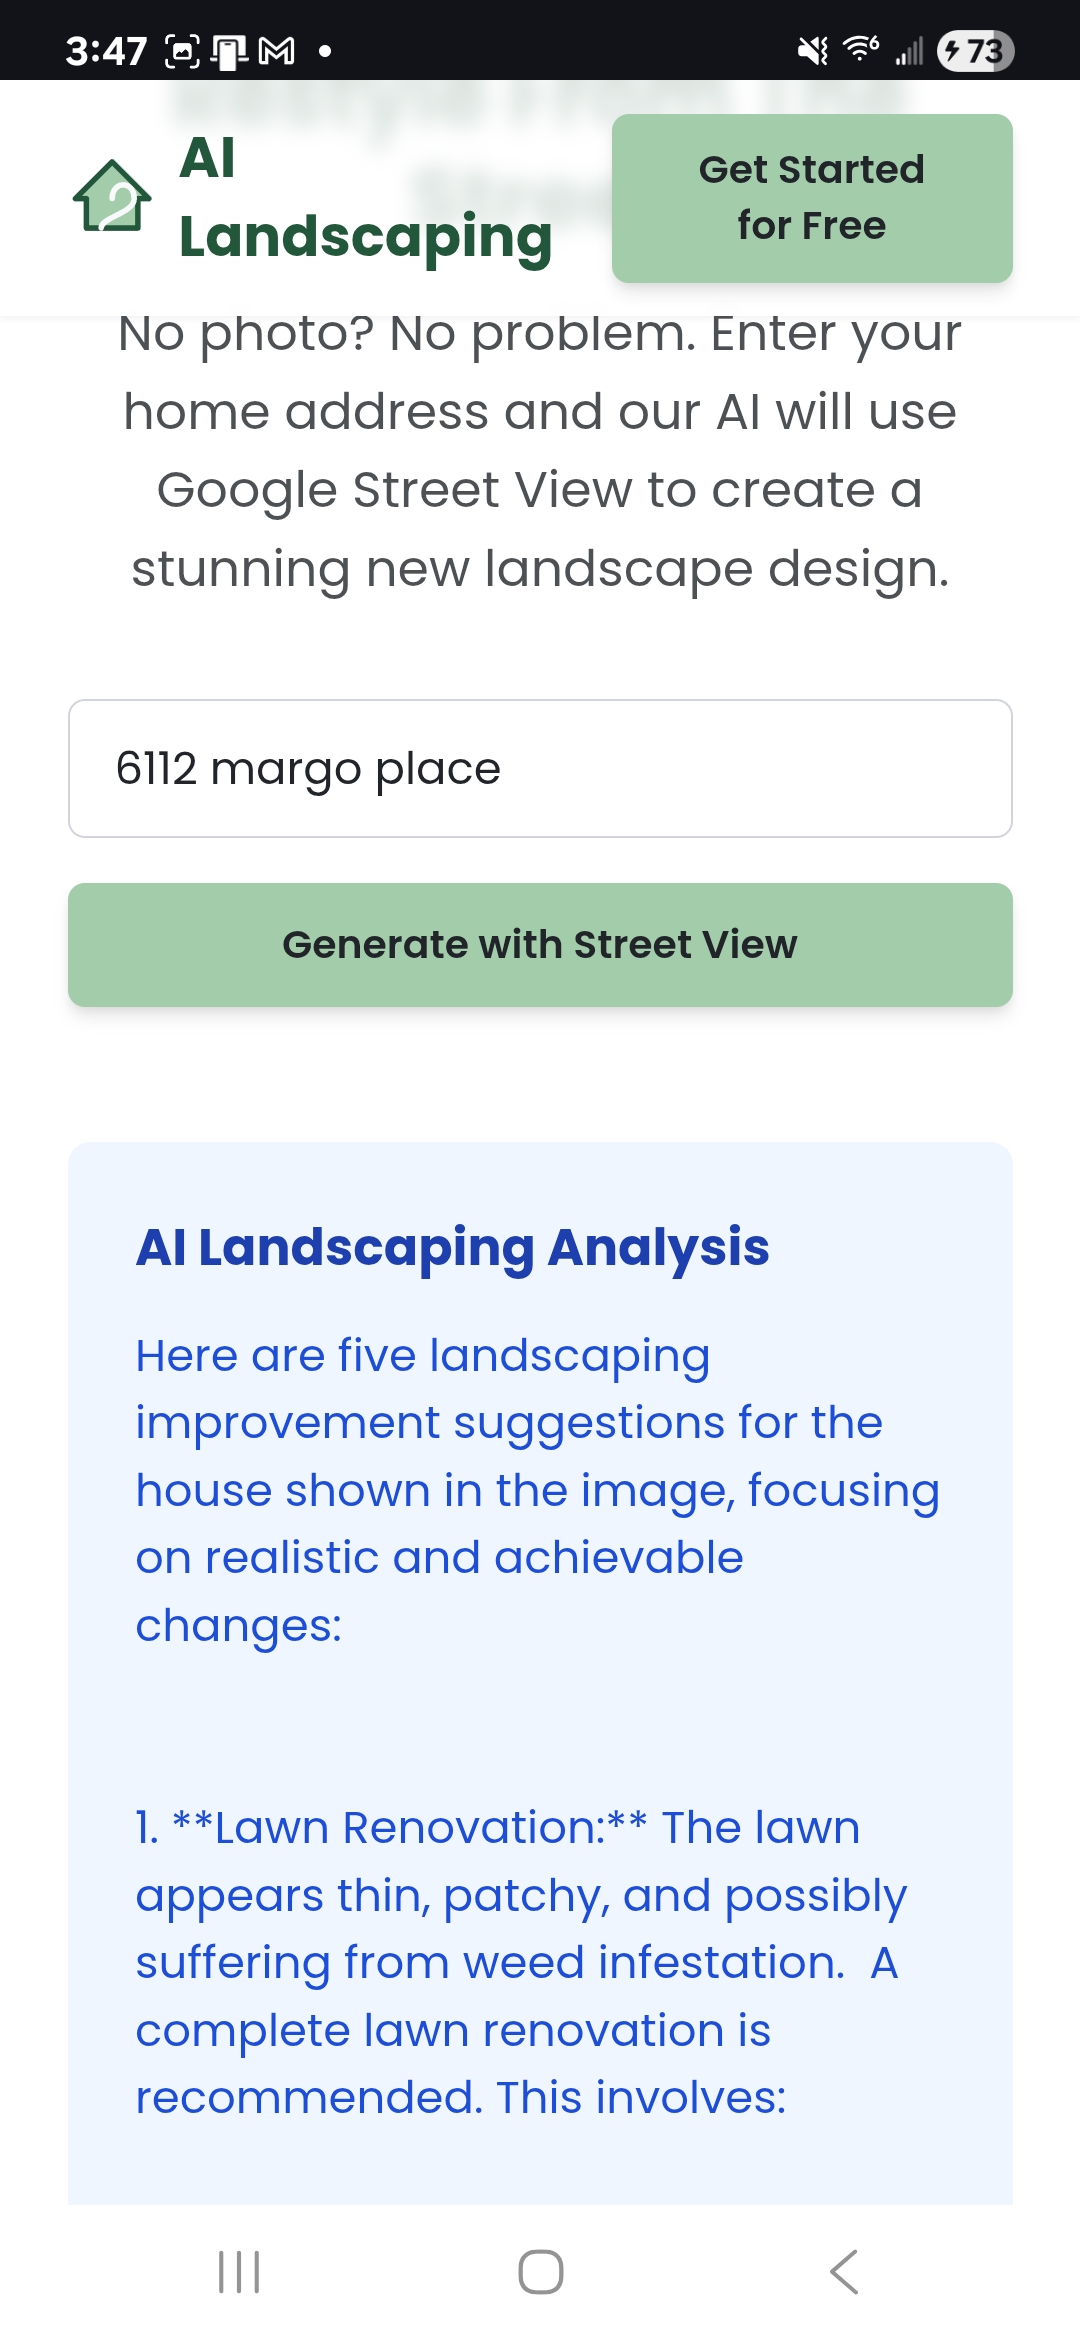 3:47
6
73
AI
Landscaping
Get Started
for Free
No photo? No problem. Enter your
home address and our AI will use
Google Street View to create a
stunning new landscape design.
6112 margo place
Generate with Street View
AI Landscaping Analysis
Here are five landscaping
improvement suggestions for the
house shown in the image, focusing
on realistic and achievable
changes:
1. **Lawn Renovation:** The lawn
appears thin, patchy, and possibly
suffering from weed infestation.  A
complete lawn renovation is
recommended. This involves: